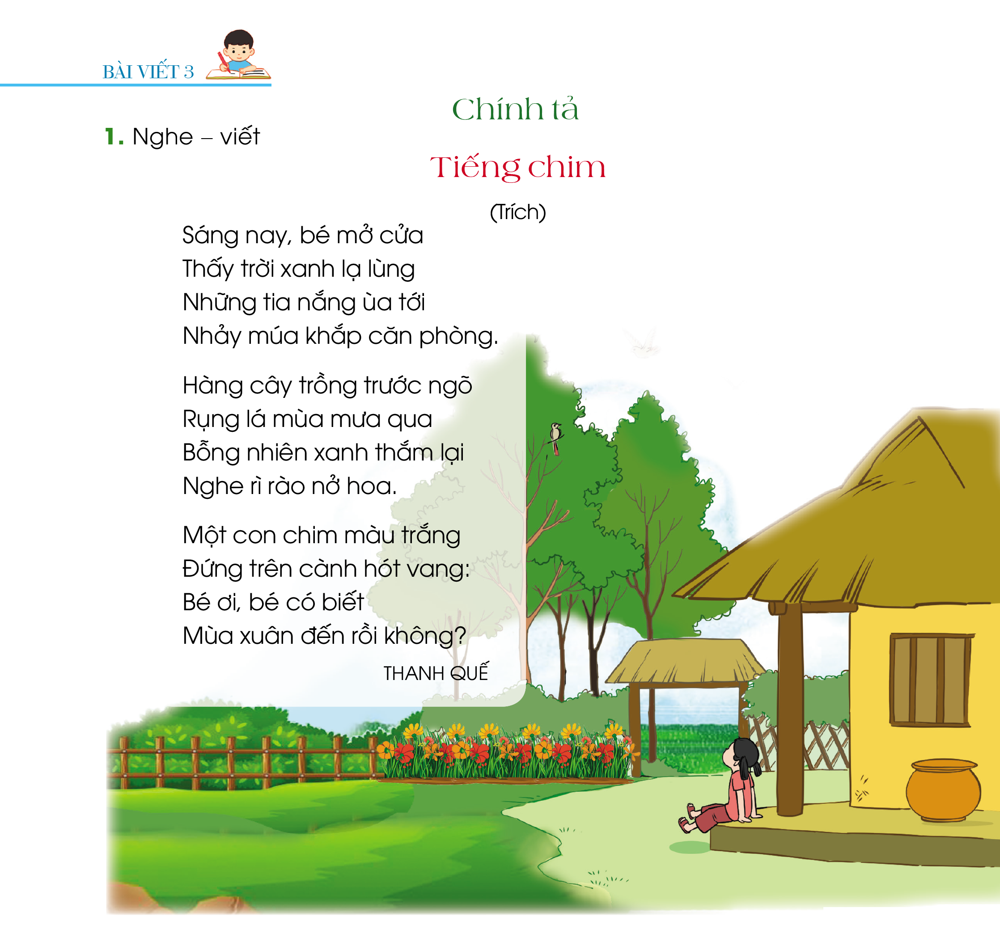 BÀI VIẾT 3
Chính tả
1. Nghe – viết
Tiếng chim
(Trích)
Sáng nay, bé mở cửa
Thấy trời xanh lạ lùng
Những tia nắng ùa tới
Nhảy múa khắp căn phòng.
Hàng cây trồng trước ngõ
Rụng lá mùa mưa qua
Bỗng nhiên xanh thắm lại
Nghe rì rào nở hoa.
Một con chim màu trắng
Đứng trên cành hót vang:
Bé ơi, bé có biết
Mùa xuân đến rồi không?
THANH QUẾ